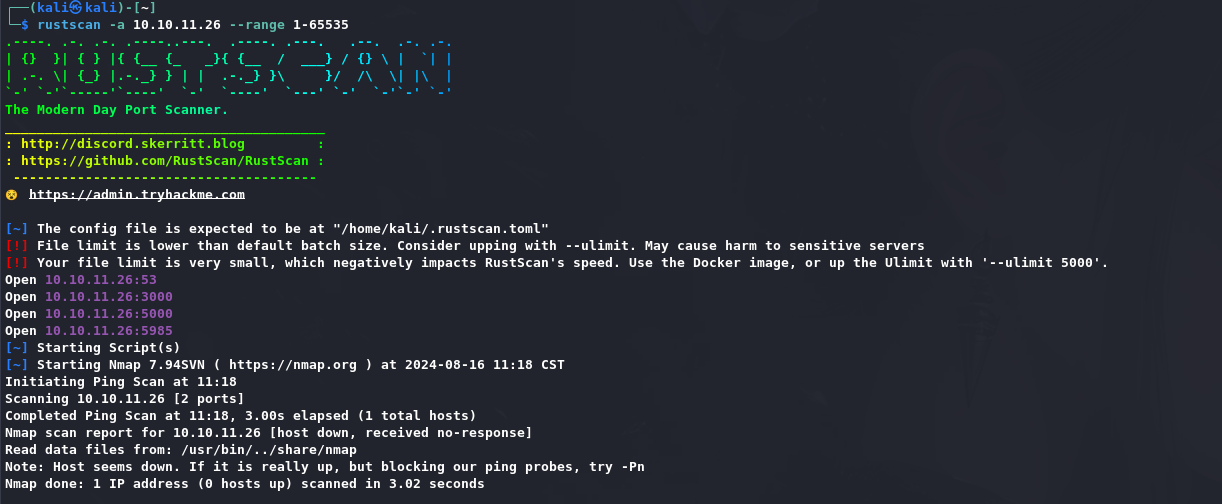 ┌──(kali㉿kali)-[~]
└─$ rustscan -a 10.10.11.26 --range 1-65535
.----. .-. .-. .----..---.  .----. .---.   .--.  .-. .-.
| {}  }| { } |{ {__ {_   _}{ {__  /  ___} / {} \ |  `| |
| .-. \| {_} |.-._} } | |  .-._} }\     }/  /\  \| |\  |
`-' `-'`-----'`----'  `-'  `----'  `---' `-'  `-'`-' `-'
The Modern Day Port Scanner.
________________________________________
: http://discord.skerritt.blog         :
: https://github.com/RustScan/RustScan :
 --------------------------------------
😵 https://admin.tryhackme.com

[~] The config file is expected to be at "/home/kali/.rustscan.toml"
[!] File limit is lower than default batch size. Consider upping with --ulimit. May cause harm to sensitive servers
[!] Your file limit is very small, which negatively impacts RustScan's speed. Use the Docker image, or up the Ulimit with '--ulimit 5000'.
Open 10.10.11.26:53
Open 10.10.11.26:3000
Open 10.10.11.26:5000
Open 10.10.11.26:5985
[~] Starting Script(s)
[~] Starting Nmap 7.94SVN ( https://nmap.org ) at 2024-08-16 11:18 CST
Initiating Ping Scan at 11:18
Scanning 10.10.11.26 [2 ports]
Completed Ping Scan at 11:18, 3.00s elapsed (1 total hosts)
Nmap scan report for 10.10.11.26 [host down, received no-response]
Read data files from: /usr/bin/../share/nmap
Note: Host seems down. If it is really up, but blocking our ping probes, try -Pn
Nmap done: 1 IP address (0 hosts up) scanned in 3.02 seconds